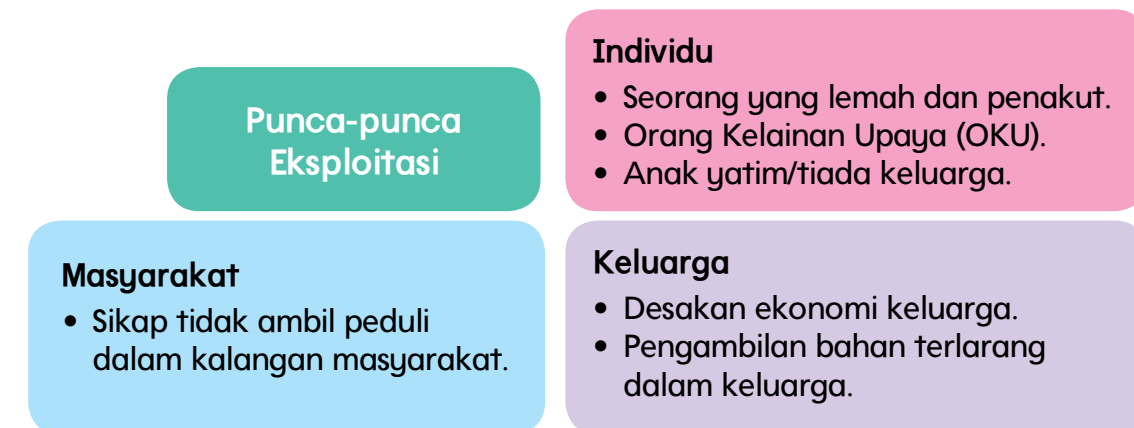 Punca-punca
Eksploitasi
Individu
• Seorang yang lemah dan penakut.
• Orang Kelainan Upaya (OKU).
• Anak yatim/tiada keluarga.
Masyarakat
• Sikap tidak ambil peduli
dalam kalangan masyarakat.
Keluarga
• Desakan ekonomi keluarga.
• Pengambilan bahan terlarang
dalam keluarga.